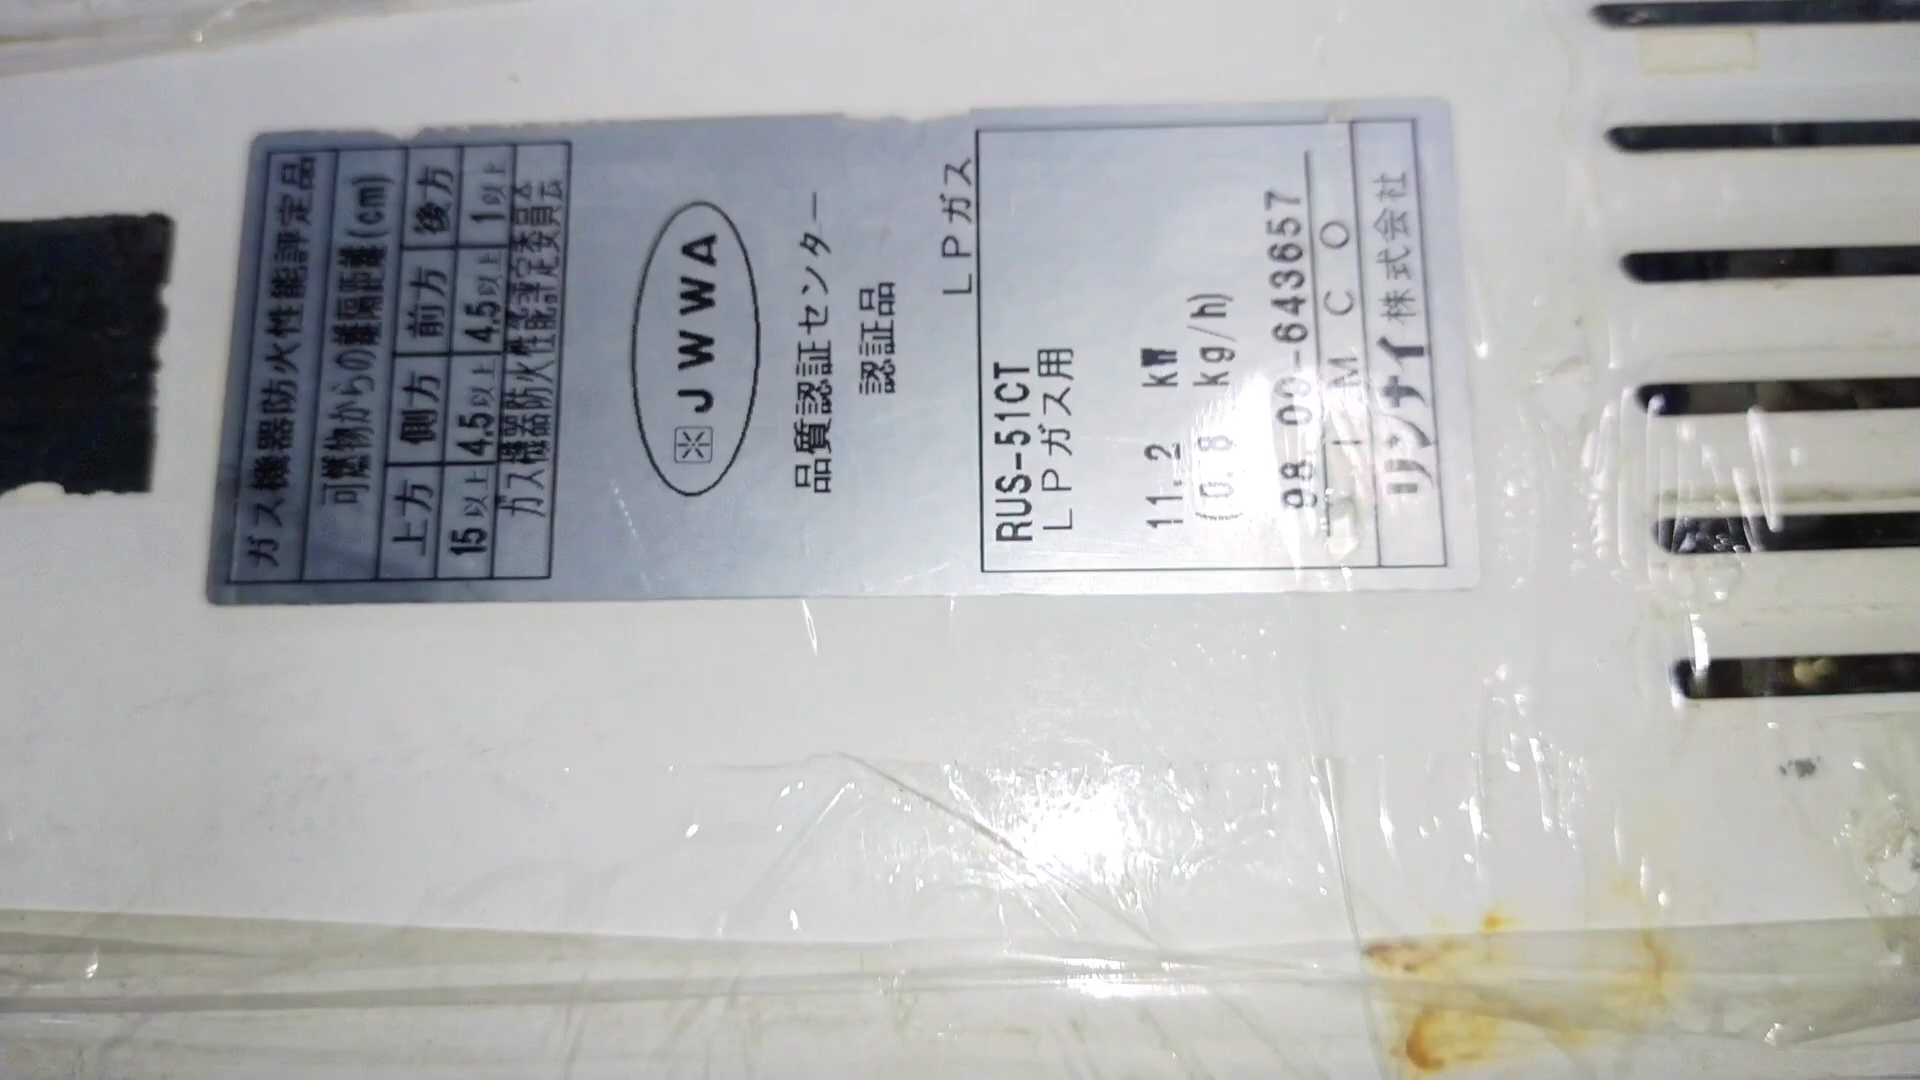 ガス機器防火性能評定品
可燃物からの離隔距離(cm)
上方 側方 前方 後方
15以上 4.5以上 4.5以上 1以上
ガス機器防火性能評定委員会
JWWA
品質認証センター
認証品
LPガス
RUS-51CT
LPガス用
11.2 kW
(0.8 kg/h)
98.00-643657
JIMCO
リンナイ株式会社